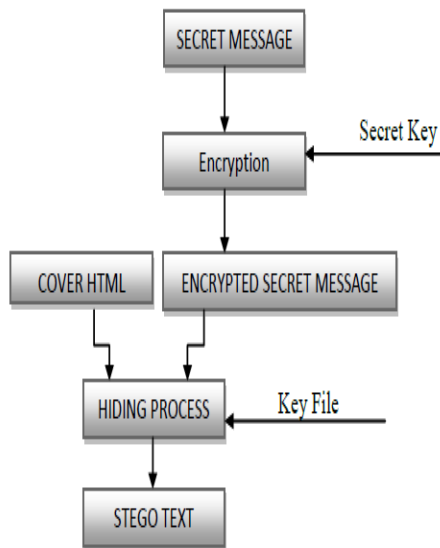 SECRET MESSAGE
Secret Key
Encryption
COVER HTML
ENCRYPTED SECRET MESSAGE
HIDING PROCESS
Key File
STEGO TEXT